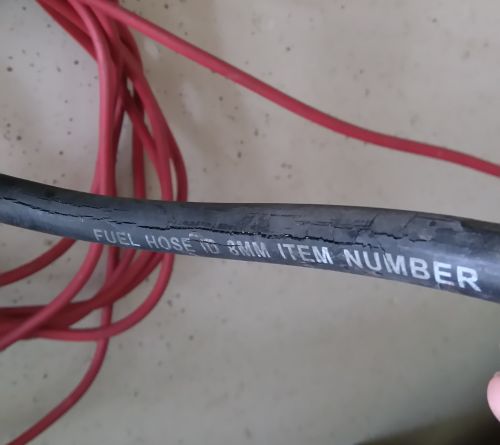 FUEL HOSE ID 8MM ITEM NUMBER